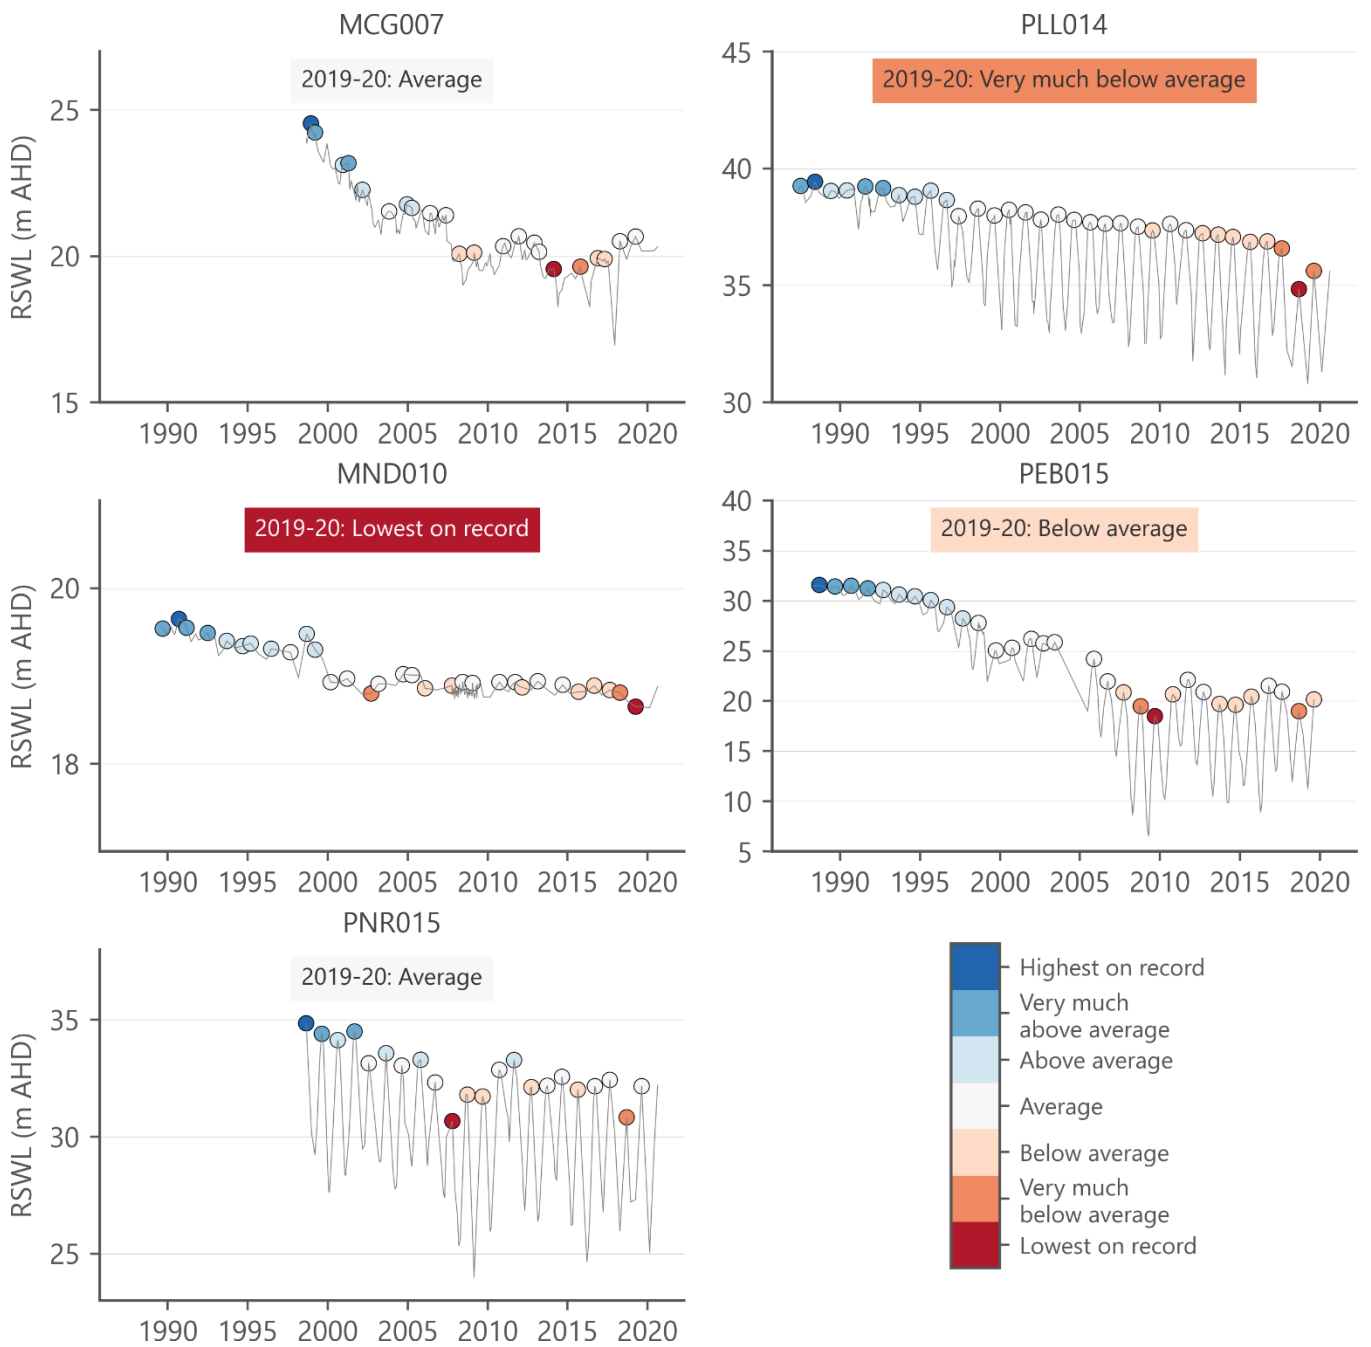 MCG007
2019-20: Average
RSWL (m AHD)
25
20
15
1990 1995 2000 2005 2010 2015 2020
PLL014
2019-20: Very much below average
45
40
35
30
1990 1995 2000 2005 2010 2015 2020
MND010
2019-20: Lowest on record
RSWL (m AHD)
20
18
1990 1995 2000 2005 2010 2015 2020
PEB015
2019-20: Below average
40
35
30
25
20
15
10
5
1990 1995 2000 2005 2010 2015 2020
PNR015
2019-20: Average
RSWL (m AHD)
35
30
25
1990 1995 2000 2005 2010 2015 2020
Highest on record
Very much
above average
Above average
Average
Below average
Very much
below average
Lowest on record